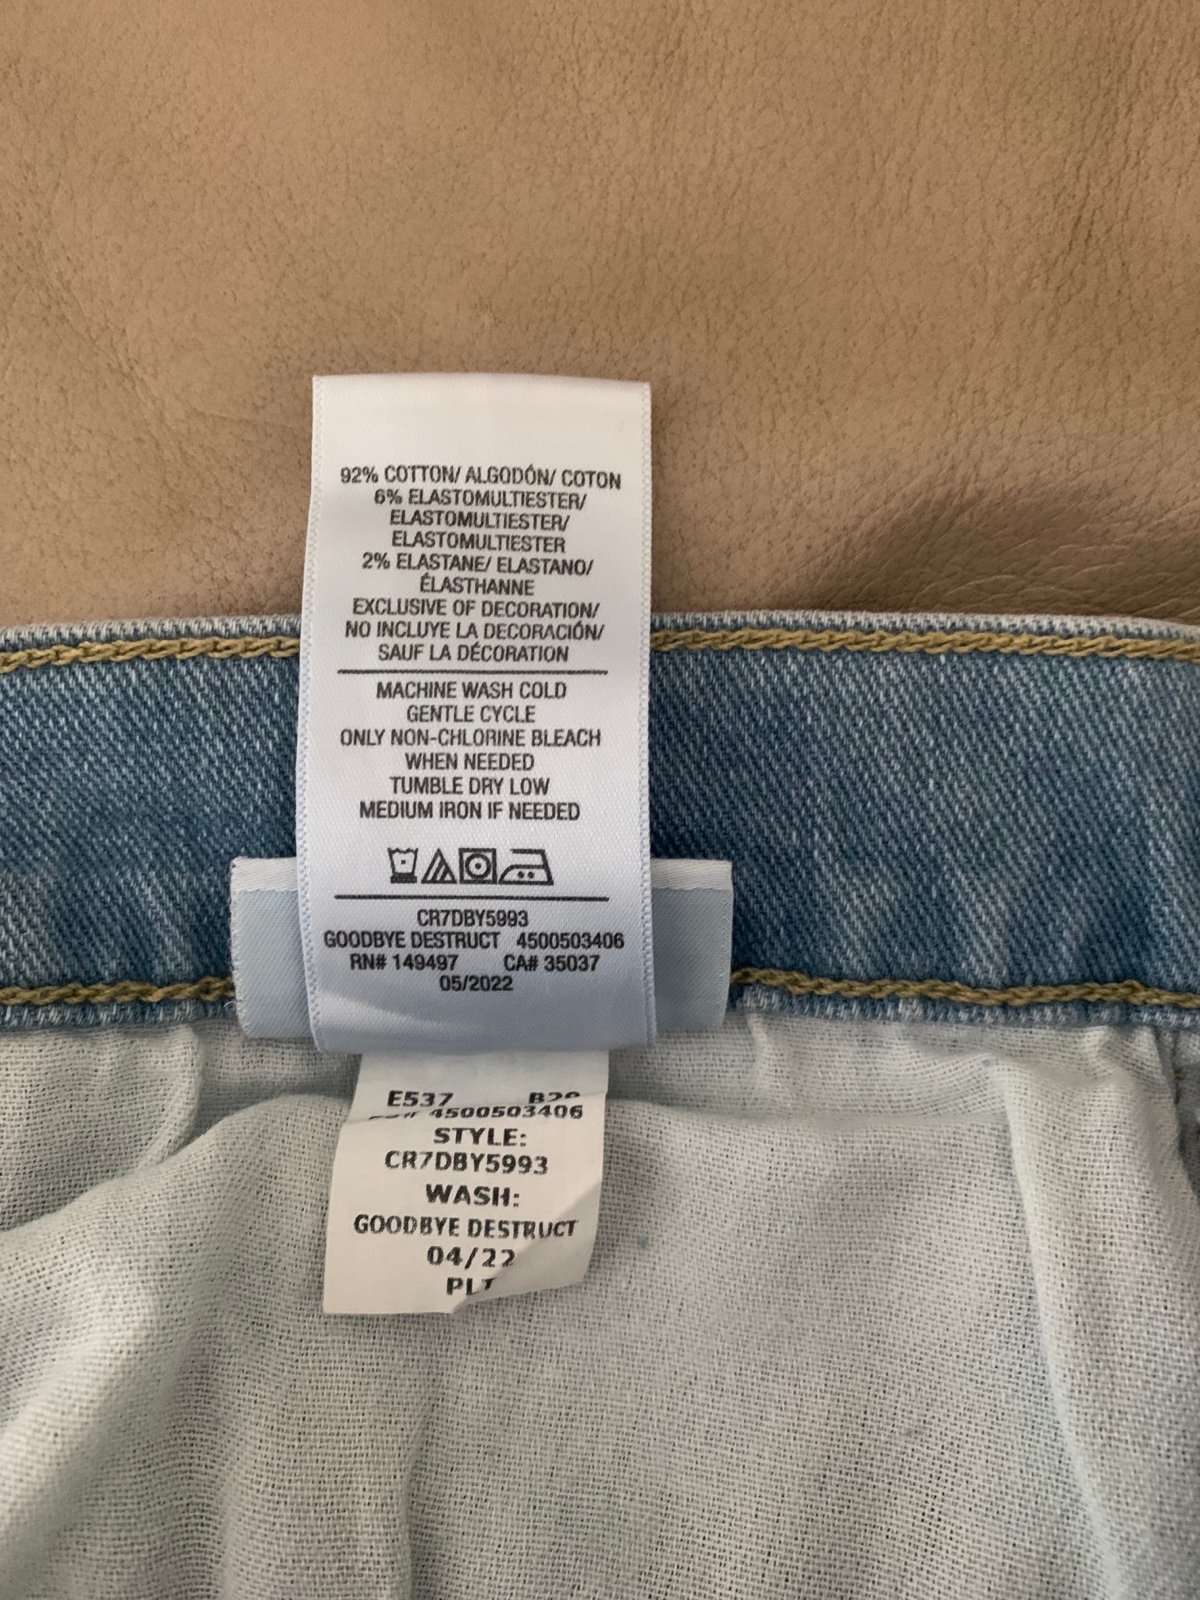 92% COTTON/ ALGODÓN/ COTON
6% ELASTOMULTIESTER/
ELASTOMULTIESTER/
ELASTOMULTIESTER
2% ELASTANE/ ELASTANO/
ÉLASTHANNE
EXCLUSIVE OF DECORATION/
NO INCLUYE LA DECORACIÓN/
SAUF LA DÉCORATION
MACHINE WASH COLD
GENTLE CYCLE
ONLY NON-CHLORINE BLEACH
WHEN NEEDED
TUMBLE DRY LOW
MEDIUM IRON IF NEEDED
CR7DBY5993
GOODBYE DESTRUCT 4500503406
RN# 149497 CA# 35037
05/2022
E537
4500503406
STYLE:
CR7DBY5993
WASH:
GOODBYE DESTRUCT
04/22